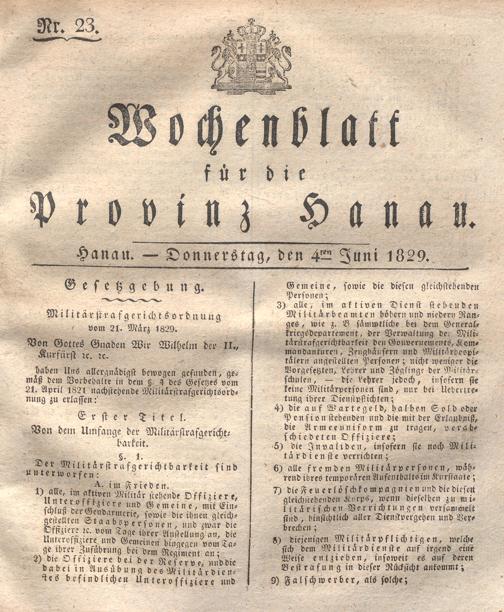 Nr. 23.
Wochenblatt
für die
Provinz Hanau.
Hanau. — Donnerstag, den 4ten Juni 1829.
Gesetzgebung.
Militärstrafgerichtsordnung
vom 21. März 1829.
Von Gottes Gnaden Wir Wilhelm der II.,
Kurfürst ꝛc. ꝛc.
haben Uns allergnädigst bewogen gefunden, ge-
mäß dem Vorbehalte in dem § 4 des Gesetzes vom
21. April 1821 nachstehende Militärstrafgerichtsord-
nung zu erlassen:
Erster Titel.
Von dem Umfange der Militärstrafgericht-
barkeit.
§. 1.
Der Militärstrafgerichtbarkeit sind
unterworfen:
A. im Frieden.
1) alle, im aktiven Militär stehende Offiziere,
Unteroffiziere und Gemeine, mit Ein-
schluß der Gendarmerie, sowie die ihnen gleich-
gestellten Staabspersonen, und zwar die
Offiziere ꝛc. vom Tage ihrer Anstellung an, die
Unteroffiziere und Gemeinen hingegen vom Ta-
ge ihrer Zuführung bei dem Regiment an;
2) die Offiziere bei der Reserve, und die
dabei in Ausübung des Militärdien-
stes befindlichen Unteroffiziere und
Gemeine, sowie die diesen gleichstehenden
Personen;
3) alle, im aktiven Dienst stehenden
Militärbeamten höhern und niedern Ran-
ges, wie z. B sämmtliche bei dem General-
kriegsdepartement, der Verwaltung der Mili-
tärstrafgerichtbarkeit des Gouvernements, Kom-
mandanturen, Zeughäusern und Militärhospi-
tälern angestellten Personen; nicht weniger die
Vorgesetzten, Lehrer und Zöglinge der Militär-
schulen, — die Lehrer jedoch, insofern sie
keine Militärpersonen sind, nur bei Uebertre-
tung ihrer Dienstpflichten;
4) die auf Wartegeld, halben Sold oder
Pension stehenden und die mit der Erlaubniß,
die Armeeuniform zu tragen, verab-
schiedeten Offiziere;
5) die Invaliden, insofern sie noch Mili-
tärdienste verrichten;
6) alle fremden Militärpersonen, wäh-
rend ihres temporären Aufenthalts im Kurstaate;
7) die Feuerlöschkompagnien und die diesen
gleichstehenden Korps, wenn dieselben zu mi-
litärischen Verrichtungen versammelt
sind, hinsichtlich aller Dienstvergehen und Ver-
brechen;
8) diejenigen Militärpflichtigen, welche
sich dem Militärdienste auf irgend eine
Weise entziehen, insoweit es auf deren
Bestrafung in dieser Rücksicht ankommt;
9) Falschwerber, als solche;